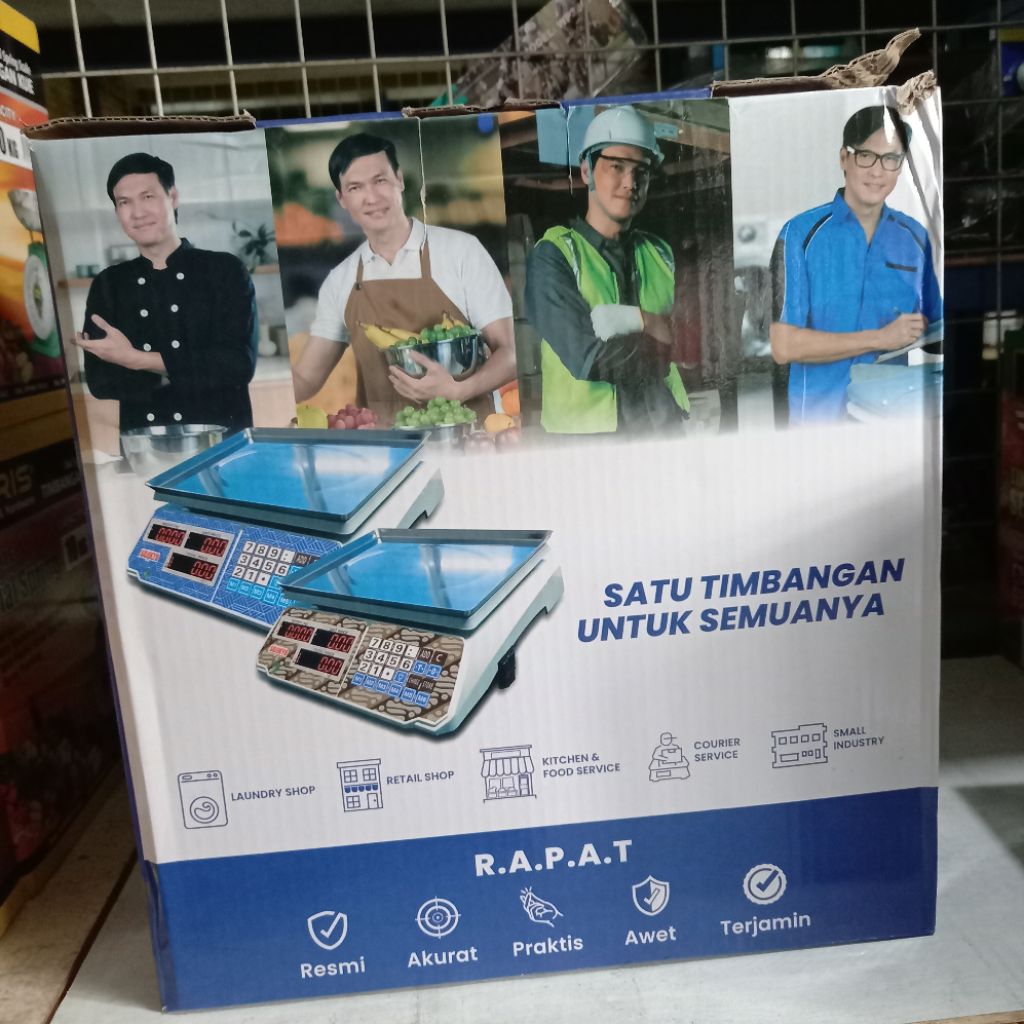 SATU TIMBANGAN
UNTUK SEMUANYA
LAUNDRY SHOP
RETAIL SHOP
KITCHEN &
FOOD SERVICE
COURIER
SERVICE
SMALL
INDUSTRY
R.A.P.A.T
Resmi
Akurat
Praktis
Awet
Terjamin